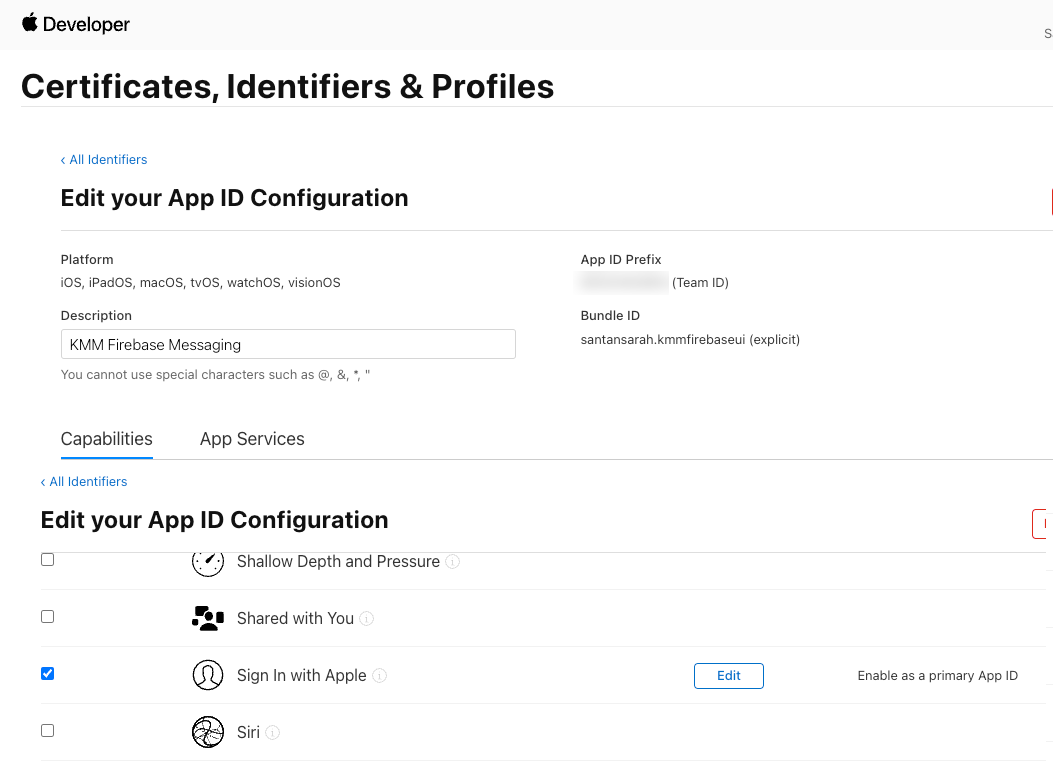 Developer
S
Certificates, Identifiers & Profiles
‹ All Identifiers
Edit your App ID Configuration
Platform
iOS, iPadOS, macOS, tvOS, watchOS, visionOS
App ID Prefix
(Team ID)
Description
KMM Firebase Messaging
You cannot use special characters such as @, &, *, "
Bundle ID
santansarah.kmmfirebaseui (explicit)
Capabilities App Services
‹ All Identifiers
Edit your App ID Configuration
Shallow Depth and Pressure
Shared with You
Sign In with Apple Edit Enable as a primary App ID
Siri